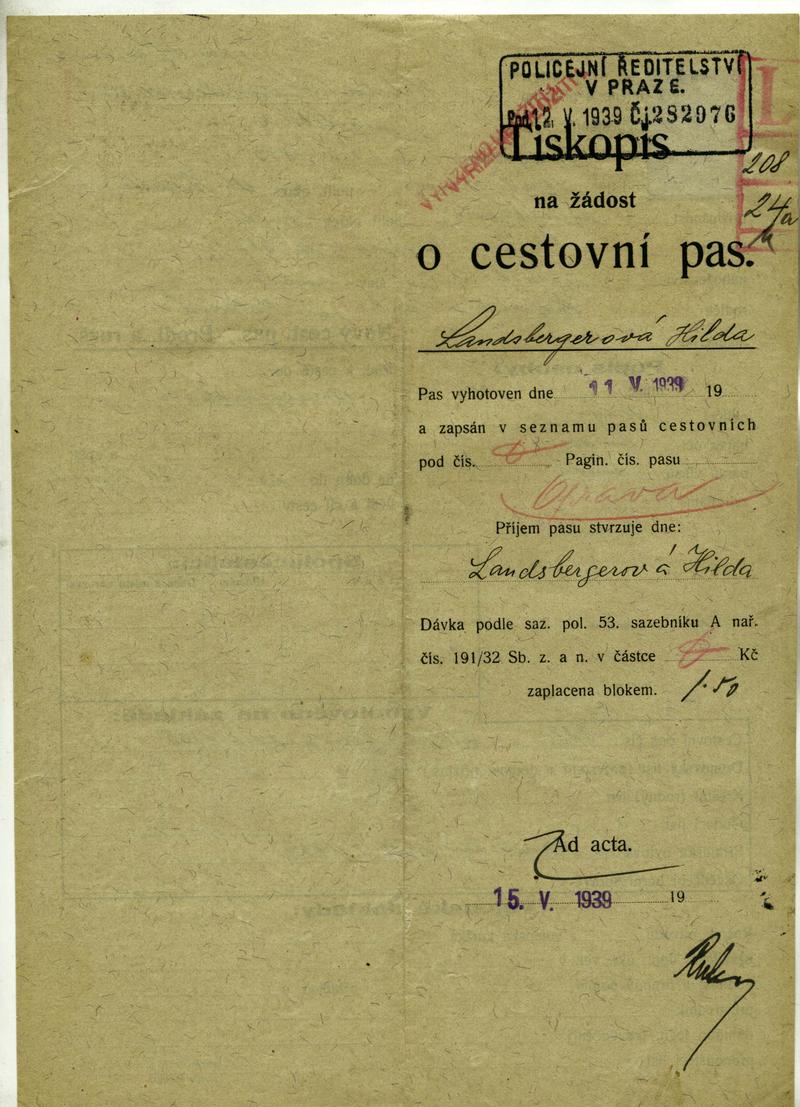 POLICEJNÍ ŘEDITELSTVÍ
V PRAZE.
Pod. 12. V. 1939 Čj. 282976
Tiskopis
208
24a
na žádost
o cestovní pas.
Landsbergerová Hilda
Pas vyhotoven dne 11 V. 1939 19
a zapsán v seznamu pasů cestovních
pod čís. Pagin. čís. pasu
Oprava
Příjem pasu stvrzuje dne:
Landsbergerová Hilda
Dávka podle saz. pol. 53. sazebníku A nař.
čís. 191/32 Sb. z. a n. v částce Kč
zaplacena blokem. 1.50
Ad acta.
15. V. 1939 19